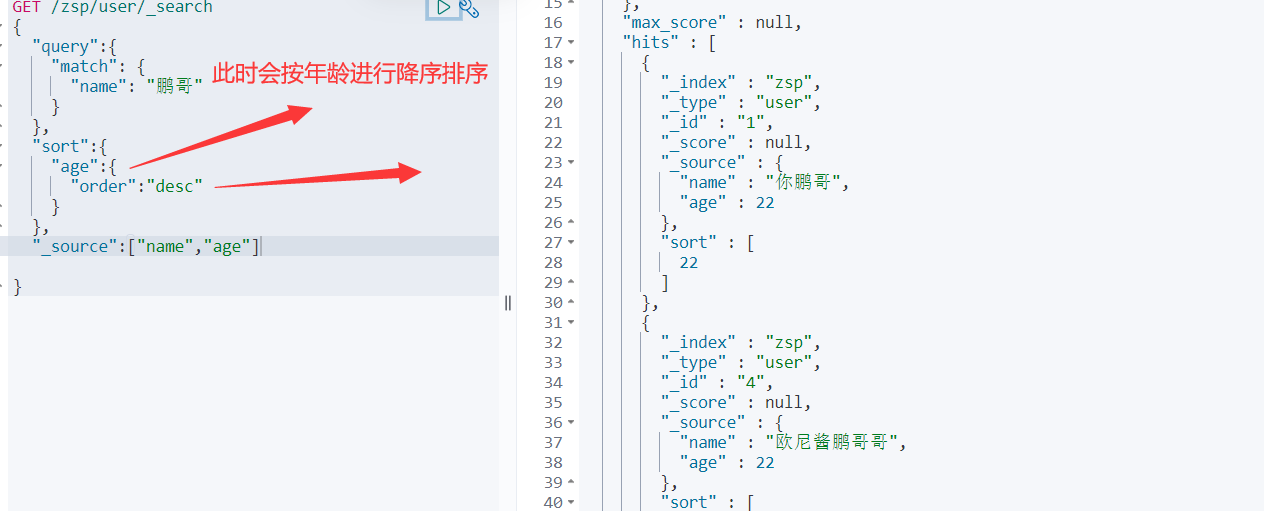 GET /zsp/user/_search
{
"query":{
"match": {
"name": "鹏哥"
}
},
"sort":{
"age":{
"order":"desc"
}
},
"_source":["name","age"]
}
此时会按年龄进行降序排序
15 },
16 "max_score" : null,
17 "hits" : [
18 {
19 "_index" : "zsp",
20 "_type" : "user",
21 "_id" : "1",
22 "_score" : null,
23 "_source" : {
24 "name" : "你鹏哥",
25 "age" : 22
26 },
27 "sort" : [
28 22
29 ]
30 },
31 {
32 "_index" : "zsp",
33 "_type" : "user",
34 "_id" : "4",
35 "_score" : null,
36 "_source" : {
37 "name" : "欧尼酱鹏哥哥",
38 "age" : 22
39 },
40 "sort" : [